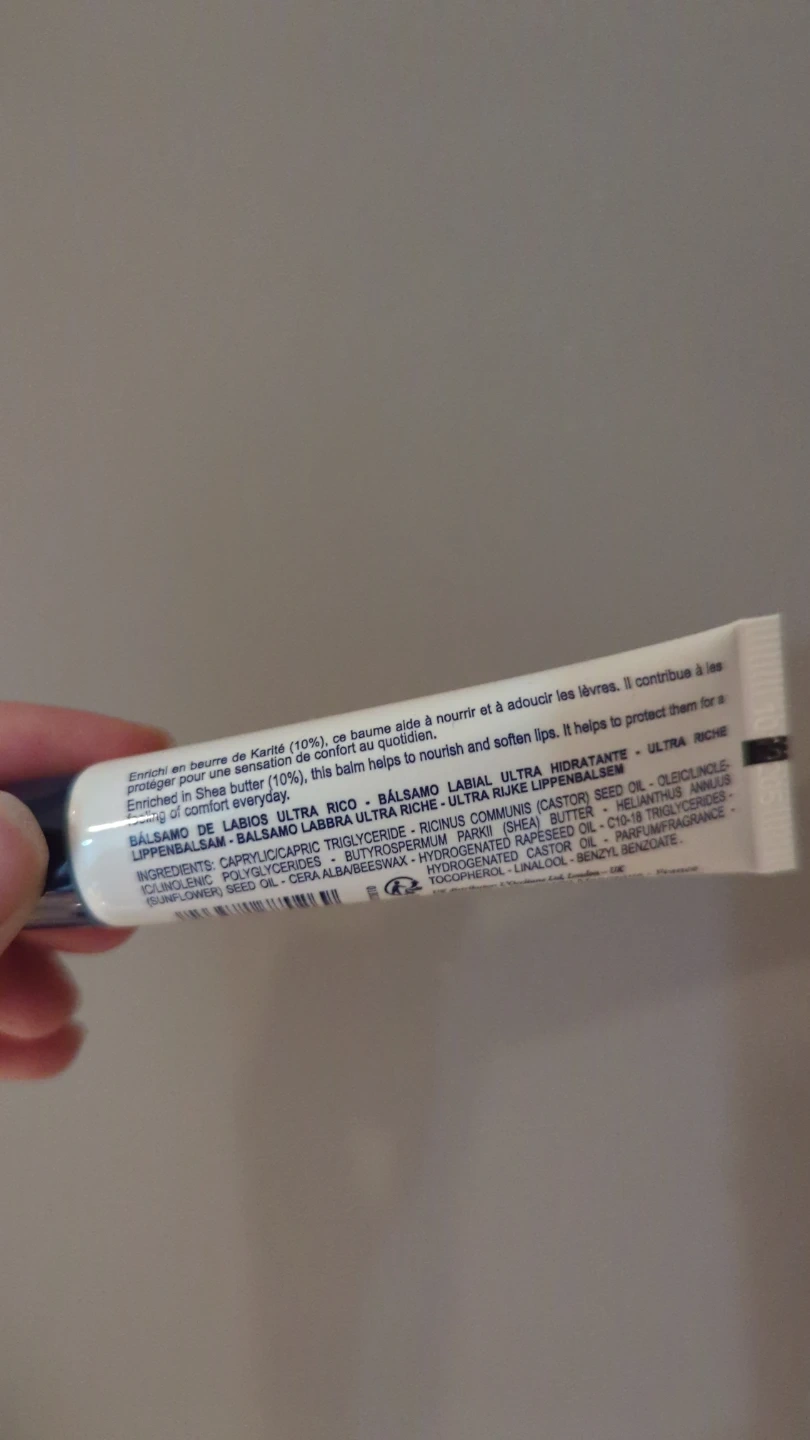 Enrichi en beurre de Karité (10%), ce baume aide à nourrir et à adoucir les lèvres. Il contribue à les
protéger pour une sensation de confort au quotidien.
Enriched in Shea butter (10%), this balm helps to nourish and soften lips. It helps to protect them for a
feeling of comfort everyday.
BÁLSAMO DE LABIOS ULTRA RICO - BÁLSAMO LABIAL ULTRA HIDRATANTE - ULTRA RICHE
LIPPENBALSAM - BALSAMO LABBRA ULTRA RICHE - ULTRA RIJKE LIPPENBALSEM
INGREDIENTS: CAPRYLIC/CAPRIC TRIGLYCERIDE - RICINUS COMMUNIS (CASTOR) SEED OIL - OLEIC/LINOLE-
IC/LINOLENIC POLYGLYCERIDES - BUTYROSPERMUM PARKII (SHEA) BUTTER - HELIANTHUS ANNUUS
(SUNFLOWER) SEED OIL - CERA ALBA/BEESWAX - HYDROGENATED RAPESEED OIL - C10-18 TRIGLYCERIDES -
HYDROGENATED CASTOR OIL - PARFUM/FRAGRANCE -
TOCOPHEROL - LINALOOL - BENZYL BENZOATE.
London - UK
France